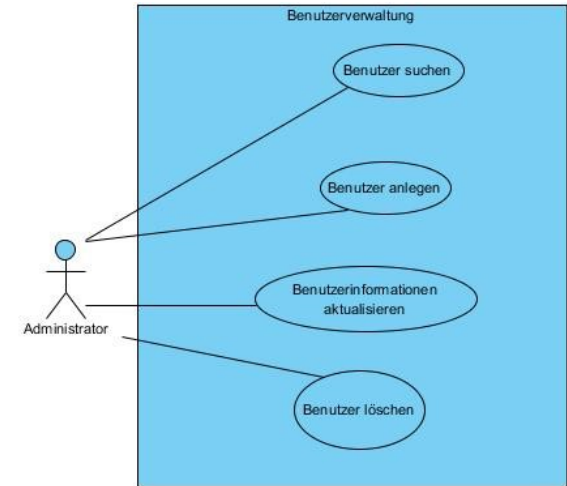 Benutzerverwaltung
Benutzer suchen
Benutzer anlegen
Benutzerinformationen
aktualisieren
Administrator
Benutzer löschen